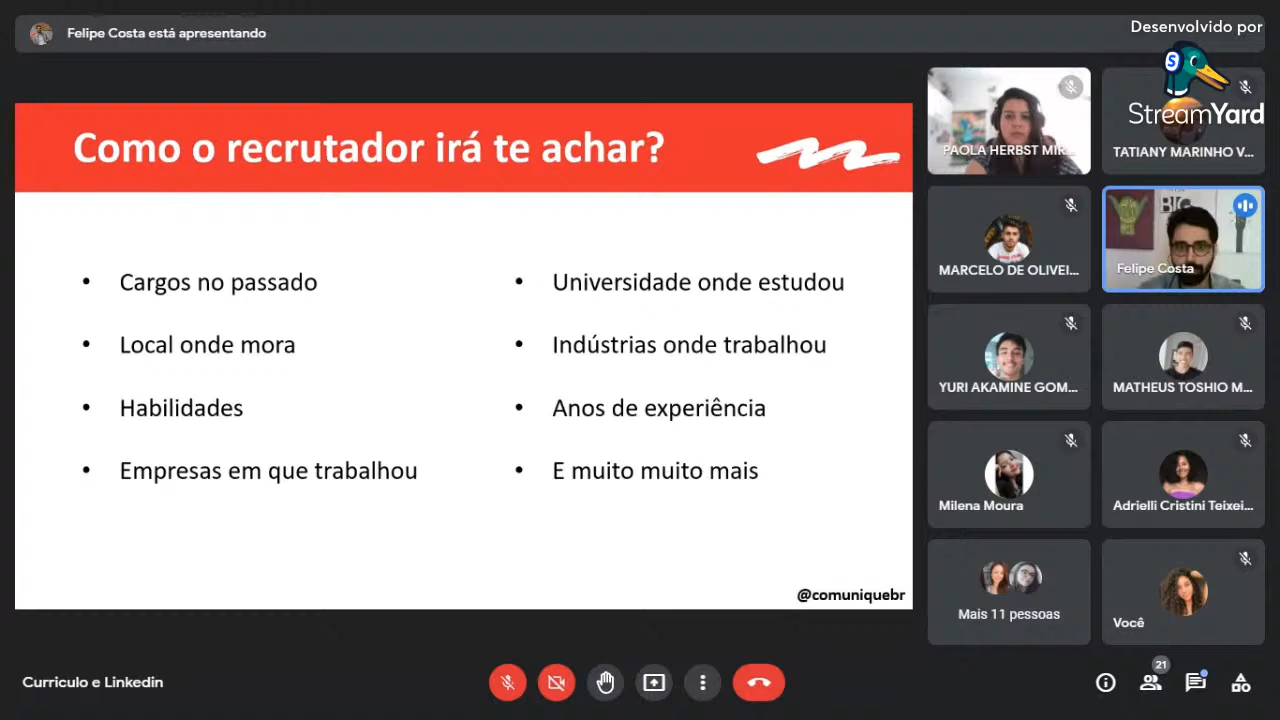 Felipe Costa está apresentando
Desenvolvido por
S
StreamYard
Como o recrutador irá te achar?
• Cargos no passado
• Local onde mora
• Habilidades
• Empresas em que trabalhou
• Universidade onde estudou
• Indústrias onde trabalhou
• Anos de experiência
• E muito muito mais
@comuniquebr
PAOLA HERBST MIR...
TATIANY MARINHO V...
MARCELO DE OLIVEI...
BIG
Felipe Costa
YURI AKAMINE GOM...
MATHEUS TOSHIO M...
Milena Moura
Adrielli Cristini Teixei...
Mais 11 pessoas
Você
Curriculo e Linkedin
21